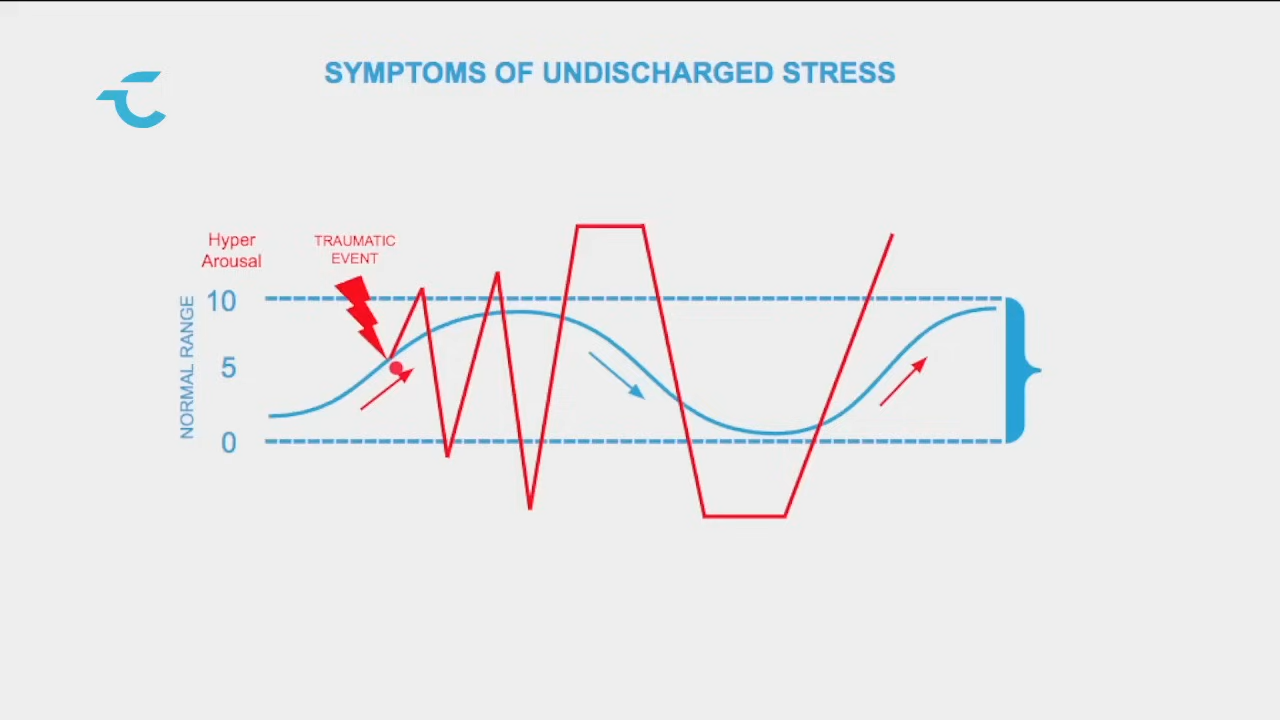 SYMPTOMS OF UNDISCHARGED STRESS
Hyper
Arousal
TRAUMATIC
EVENT
NORMAL RANGE
10
5
0